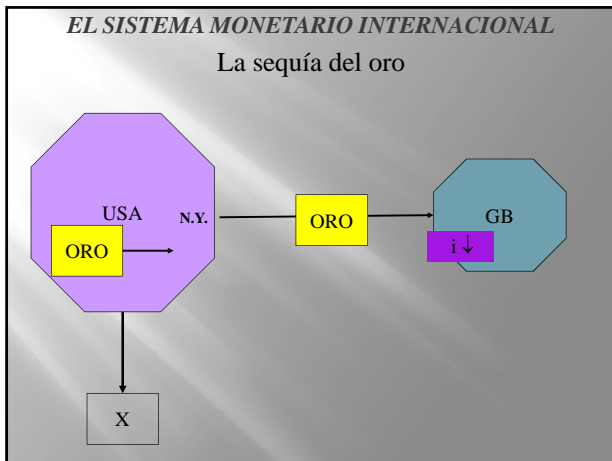 EL SISTEMA MONETARIO INTERNACIONAL
La sequía del oro
USA
N.Y.
ORO
ORO
GB
i ↓
X